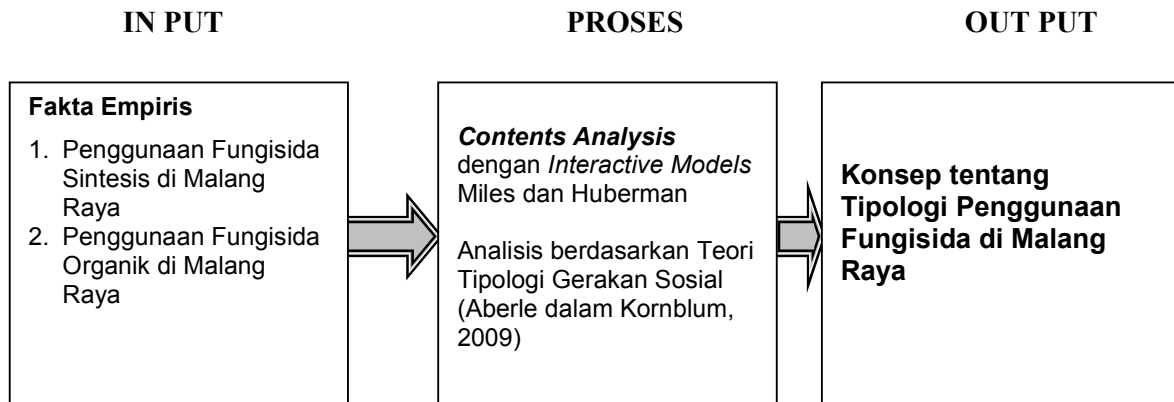 IN PUT
PROSES
OUT PUT
Fakta Empiris
1. Penggunaan Fungisida
Sintesis di Malang
Raya
2. Penggunaan Fungisida
Organik di Malang
Raya
Contents Analysis
dengan Interactive Models
Miles dan Huberman
Analisis berdasarkan Teori
Tipologi Gerakan Sosial
(Aberle dalam Kornblum,
2009)
Konsep tentang
Tipologi Penggunaan
Fungisida di Malang
Raya